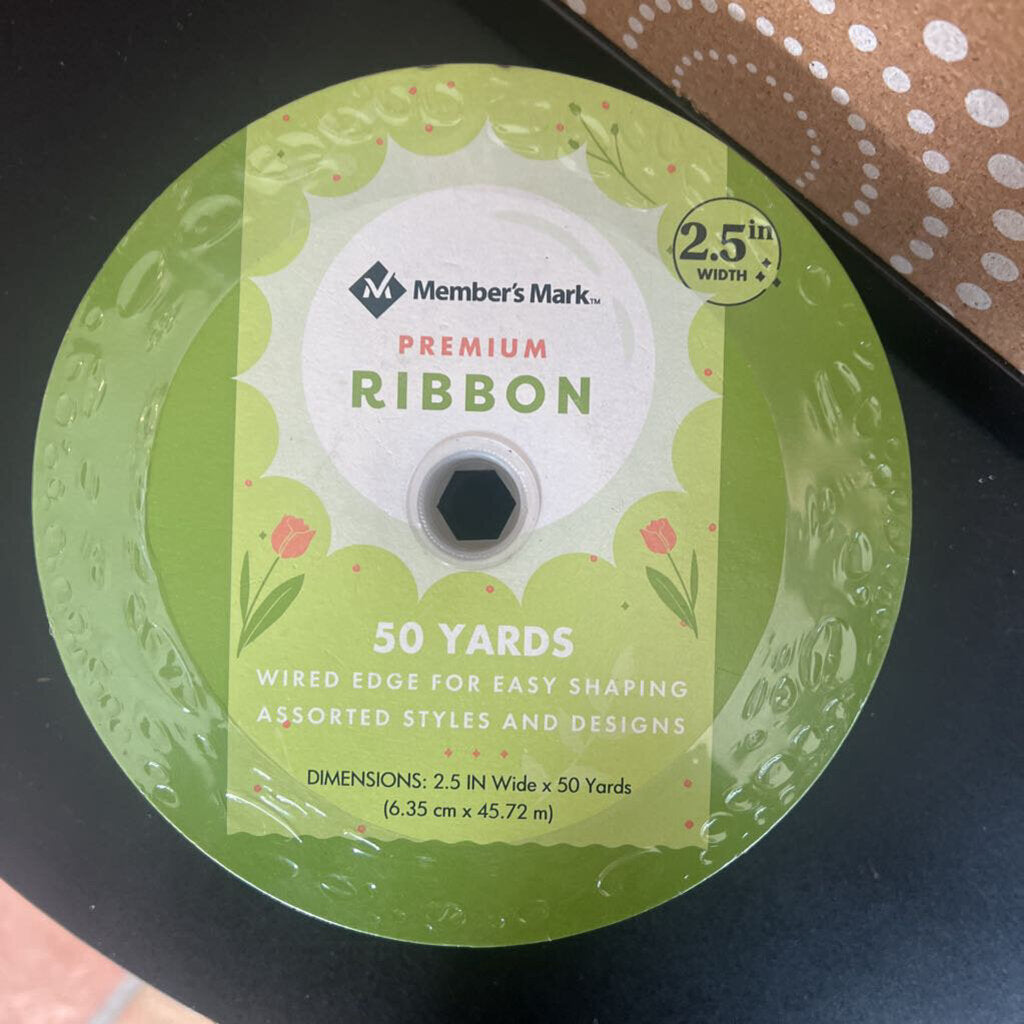 2.5in
WIDTH
Member's Mark™
PREMIUM
RIBBON
50 YARDS
WIRED EDGE FOR EASY SHAPING
ASSORTED STYLES AND DESIGNS
DIMENSIONS: 2.5 IN Wide x 50 Yards
(6.35 cm x 45.72 m)